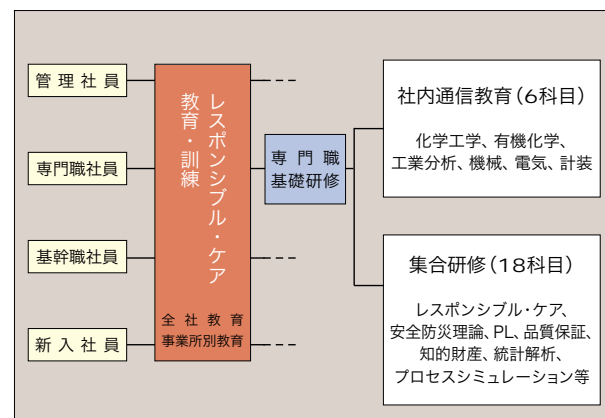 管理社員
専門職社員
基幹職社員
新入社員
レスポンシブル・ケア
教育・訓練
全社教育
事業所別教育
専門職
基礎研修
社内通信教育(6科目)
化学工学、有機化学、
工業分析、機械、電気、計装
集合研修(18科目)
レスポンシブル・ケア、
安全防災理論、PL、品質保証、
知的財産、統計解析、
プロセスシミュレーション等